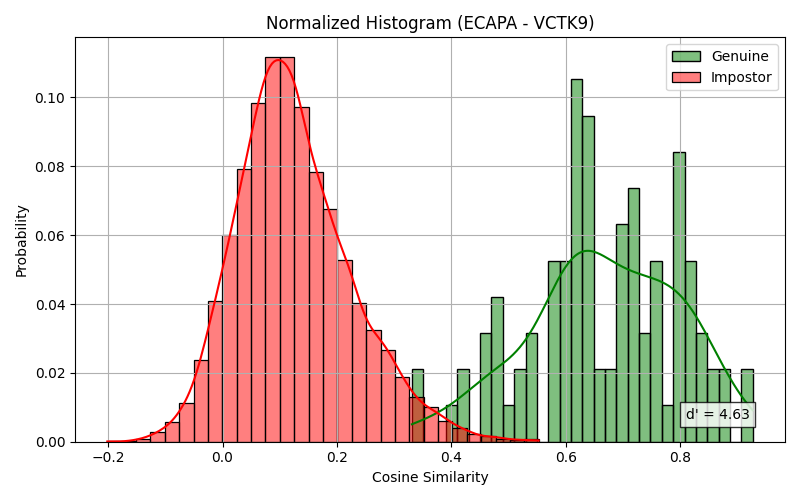 Normalized Histogram (ECAPA - VCTK9)
Genuine
Impostor
Probability
0.10
0.08
0.06
0.04
0.02
0.00
d' = 4.63
−0.2
0.0
0.2
0.4
0.6
0.8
Cosine Similarity